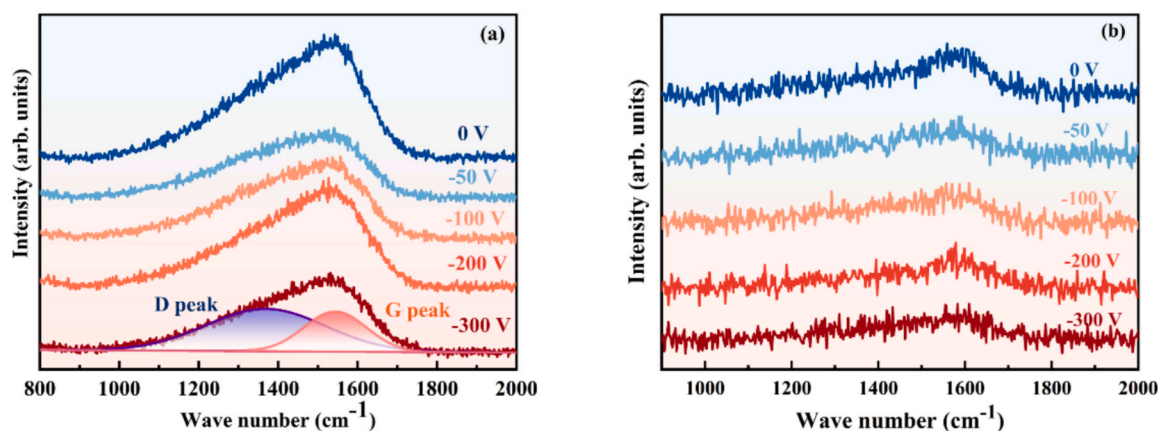 (a)
Intensity (arb. units)
0 V
-50 V
-100 V
-200 V
D peak
G peak
-300 V
800 1000 1200 1400 1600 1800 2000
Wave number (cm⁻¹)
(b)
Intensity (arb. units)
0 V
-50 V
-100 V
-200 V
-300 V
1000 1200 1400 1600 1800 2000
Wave number (cm⁻¹)